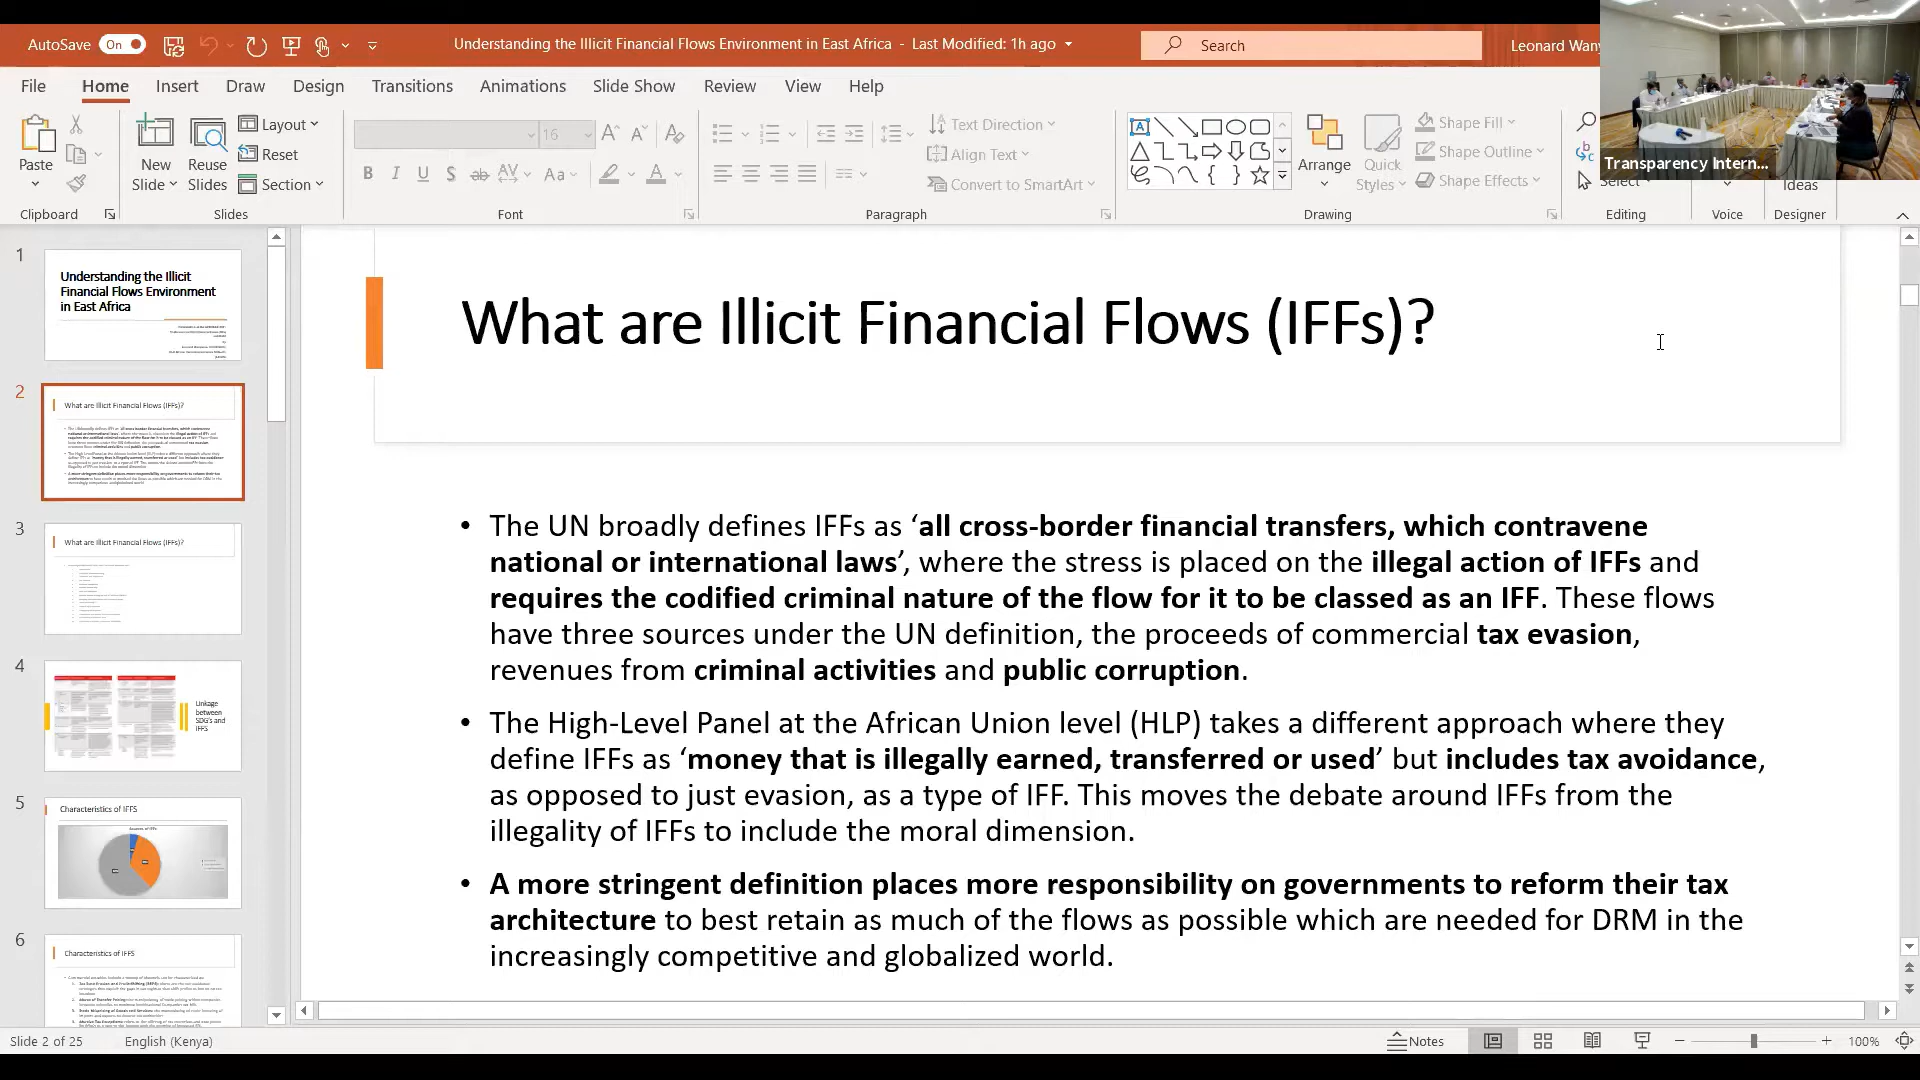 AutoSave On
Understanding the Illicit Financial Flows Environment in East Africa - Last Modified: 1h ago
Search
Leonard Wany
Transparency Intern...
File Home Insert Draw Design Transitions Animations Slide Show Review View Help
Paste
New Slide
Reuse Slides
Layout
Reset
Section
16
B I U S ab AV Aa A
Text Direction
Align Text
Convert to SmartArt
Arrange
Quick Styles
Shape Fill
Shape Outline
Shape Effects
Select
Ideas
Clipboard
Slides
Font
Paragraph
Drawing
Editing
Voice
Designer
1
Understanding the Illicit
Financial Flows Environment
in East Africa
2
What are Illicit Financial Flows (IFFs)?
3
What are Illicit Financial Flows (IFFs)?
4
Linkage
between
SDG's and
IFFS
5
Characteristics of IFFS
Sources of IFFs
6
Characteristics of IFFS
What are Illicit Financial Flows (IFFs)?
• The UN broadly defines IFFs as ‘all cross-border financial transfers, which contravene
national or international laws’, where the stress is placed on the illegal action of IFFs and
requires the codified criminal nature of the flow for it to be classed as an IFF. These flows
have three sources under the UN definition, the proceeds of commercial tax evasion,
revenues from criminal activities and public corruption.
• The High-Level Panel at the African Union level (HLP) takes a different approach where they
define IFFs as ‘money that is illegally earned, transferred or used’ but includes tax avoidance,
as opposed to just evasion, as a type of IFF. This moves the debate around IFFs from the
illegality of IFFs to include the moral dimension.
• A more stringent definition places more responsibility on governments to reform their tax
architecture to best retain as much of the flows as possible which are needed for DRM in the
increasingly competitive and globalized world.
Slide 2 of 25
English (Kenya)
Notes
100%